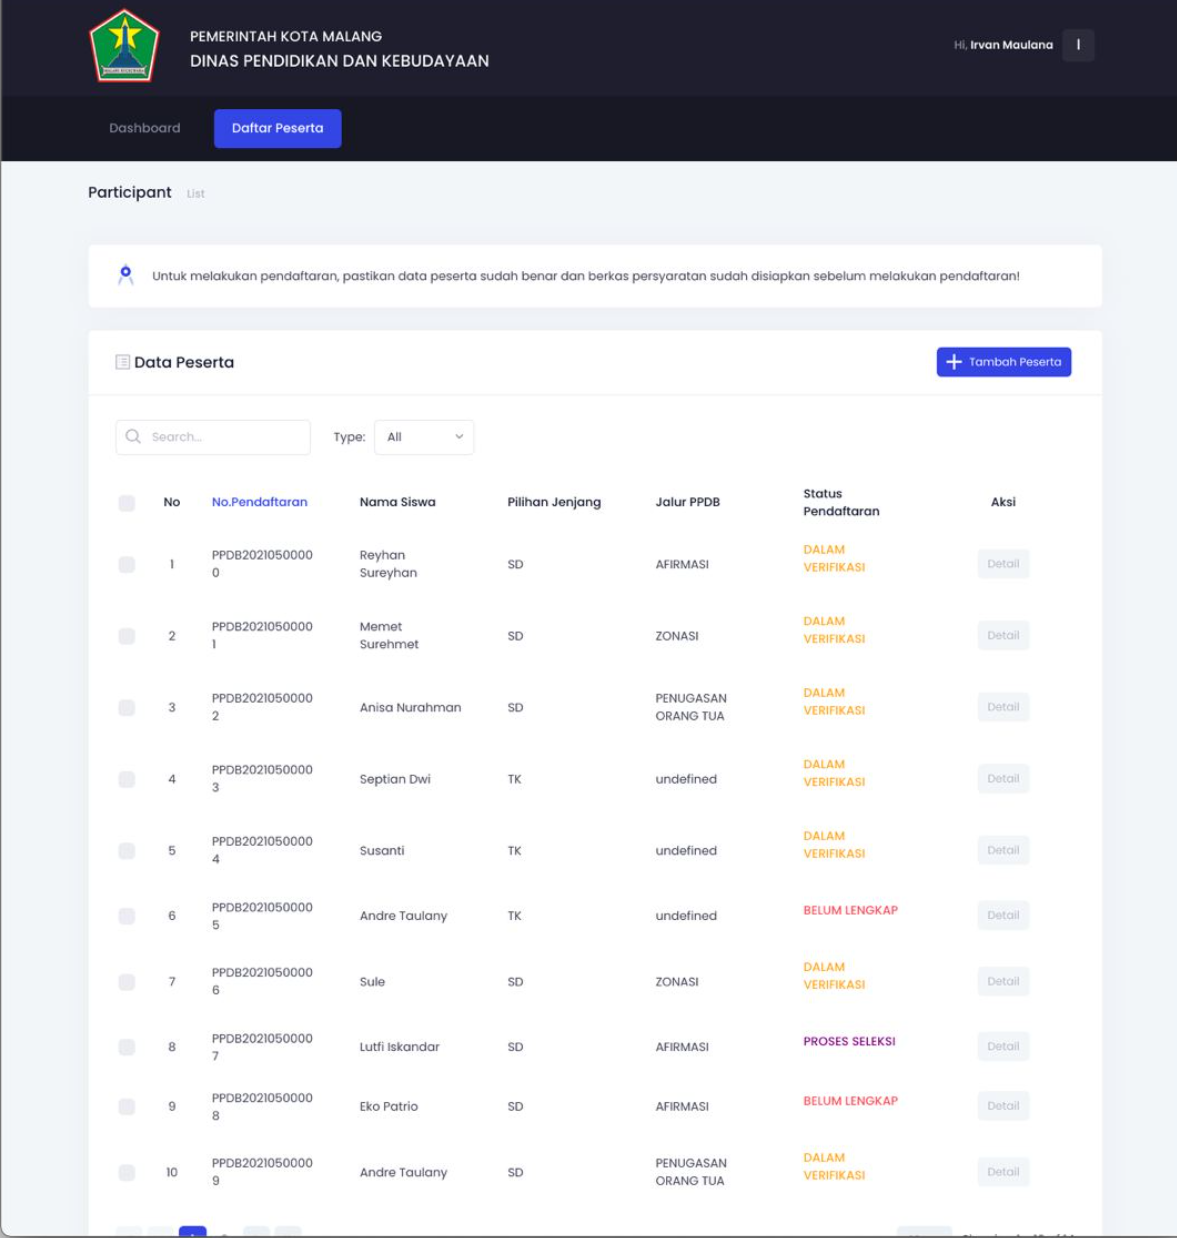 PEMERINTAH KOTA MALANG
DINAS PENDIDIKAN DAN KEBUDAYAAN
Hi, Irvan Maulana I
Dashboard Daftar Peserta
Participant List
Untuk melakukan pendaftaran, pastikan data peserta sudah benar dan berkas persyaratan sudah disiapkan sebelum melakukan pendaftaran!
Data Peserta
Tambah Peserta
Search... Type: All
No No.Pendaftaran Nama Siswa Pilihan Jenjang Jalur PPDB Status Pendaftaran Aksi
1 PPDB20210500000 Reyhan Sureyhan SD AFIRMASI DALAM VERIFIKASI Detail
2 PPDB20210500001 Memet Surehmet SD ZONASI DALAM VERIFIKASI Detail
3 PPDB20210500002 Anisa Nurahman SD PENUGASAN ORANG TUA DALAM VERIFIKASI Detail
4 PPDB20210500003 Septian Dwi TK undefined DALAM VERIFIKASI Detail
5 PPDB20210500004 Susanti TK undefined DALAM VERIFIKASI Detail
6 PPDB20210500005 Andre Taulany TK undefined BELUM LENGKAP Detail
7 PPDB20210500006 Sule SD ZONASI DALAM VERIFIKASI Detail
8 PPDB20210500007 Lutfi Iskandar SD AFIRMASI PROSES SELEKSI Detail
9 PPDB20210500008 Eko Patrio SD AFIRMASI BELUM LENGKAP Detail
10 PPDB20210500009 Andre Taulany SD PENUGASAN ORANG TUA DALAM VERIFIKASI Detail